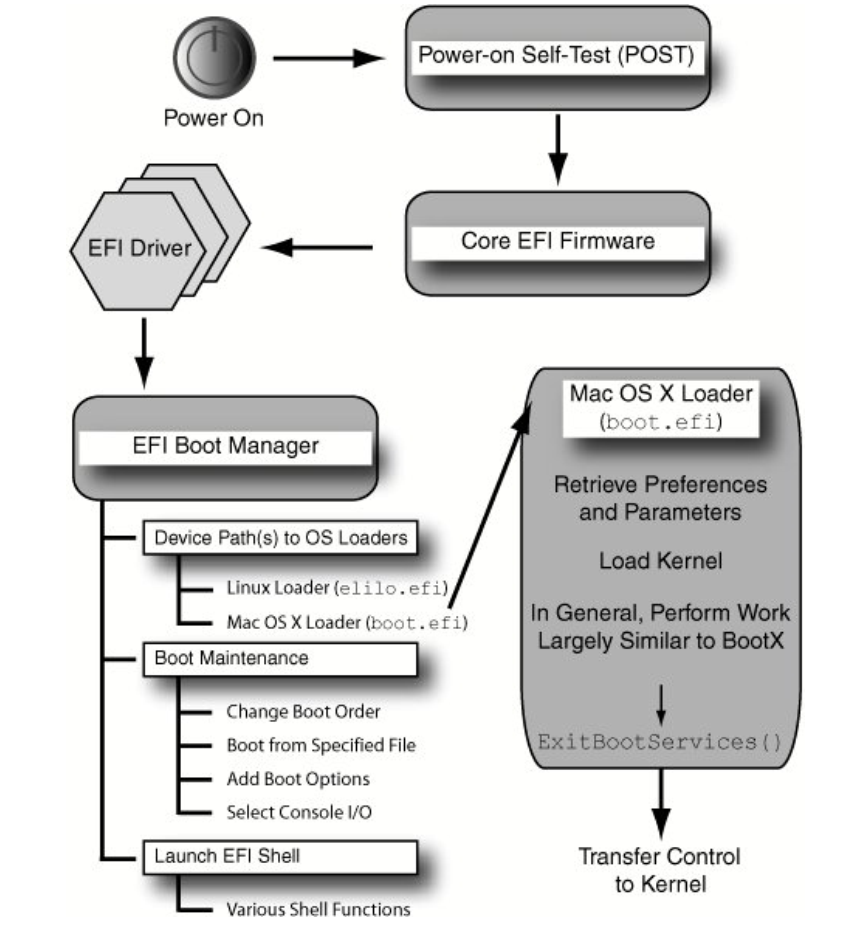 Power On
Power-on Self-Test (POST)
Core EFI Firmware
EFI Driver
EFI Boot Manager
Device Path(s) to OS Loaders
Linux Loader (elilo.efi)
Mac OS X Loader (boot.efi)
Boot Maintenance
Change Boot Order
Boot from Specified File
Add Boot Options
Select Console I/O
Launch EFI Shell
Various Shell Functions
Mac OS X Loader
(boot.efi)
Retrieve Preferences
and Parameters
Load Kernel
In General, Perform Work
Largely Similar to BootX
ExitBootServices()
Transfer Control
to Kernel